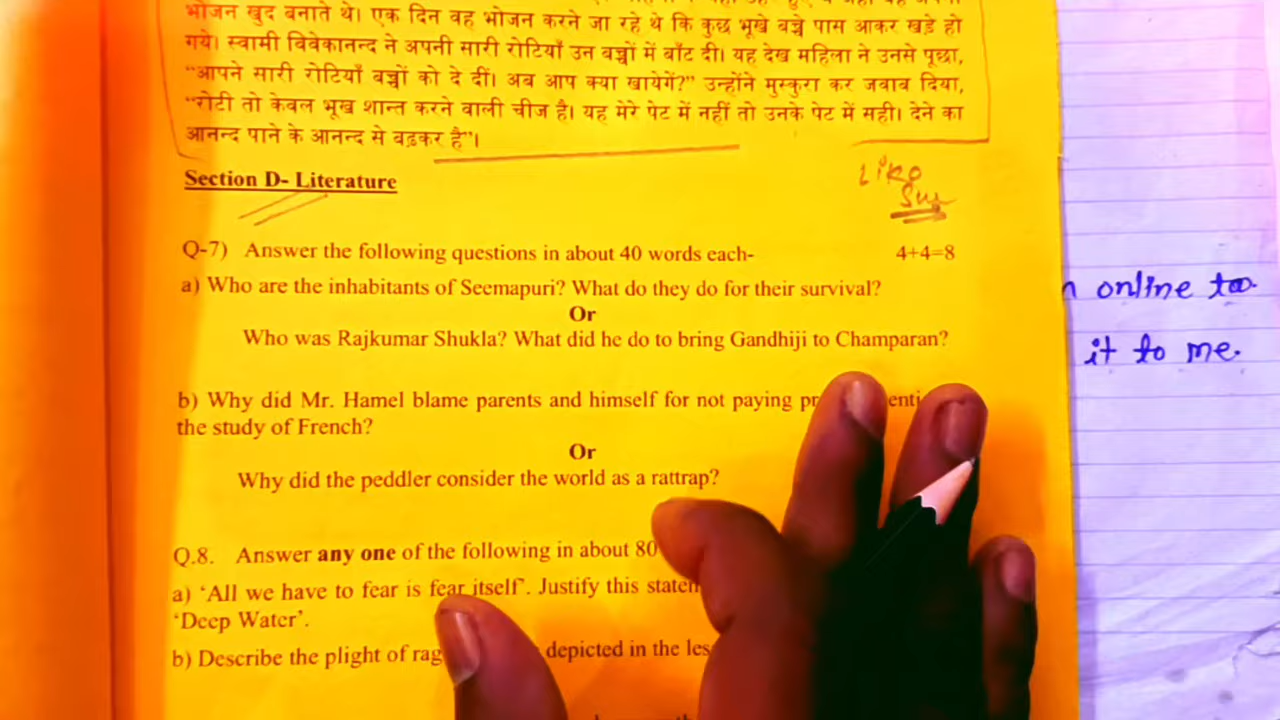 भोजन खुद बनाते थे। एक दिन वह भोजन करने जा रहे थे कि कुछ भूखे बच्चे पास आकर खड़े हो
गये। स्वामी विवेकानन्द ने अपनी सारी रोटियाँ उन बच्चों में बाँट दी। यह देख महिला ने उनसे पूछा,
"आपने सारी रोटियाँ बच्चों को दे दीं। अब आप क्या खायेगें?" उन्होंने मुस्कुरा कर जवाब दिया,
"रोटी तो केवल भूख शान्त करने वाली चीज है। यह मेरे पेट में नहीं तो उनके पेट में सही। देने का
आनन्द पाने के आनन्द से बढ़कर है"।
Section D- Literature
Like
Q-7) Answer the following questions in about 40 words each- 4+4=8
a) Who are the inhabitants of Seemapuri? What do they do for their survival?
Or
Who was Rajkumar Shukla? What did he do to bring Gandhiji to Champaran?
b) Why did Mr. Hamel blame parents and himself for not paying
the study of French?
Or
Why did the peddler consider the world as a rattrap?
Q.8. Answer any one of the following in about 80
a) 'All we have to fear is fear itself'. Justify this
'Deep Water'.
b) Describe the plight of rag depicted in the
online too.
it to me.